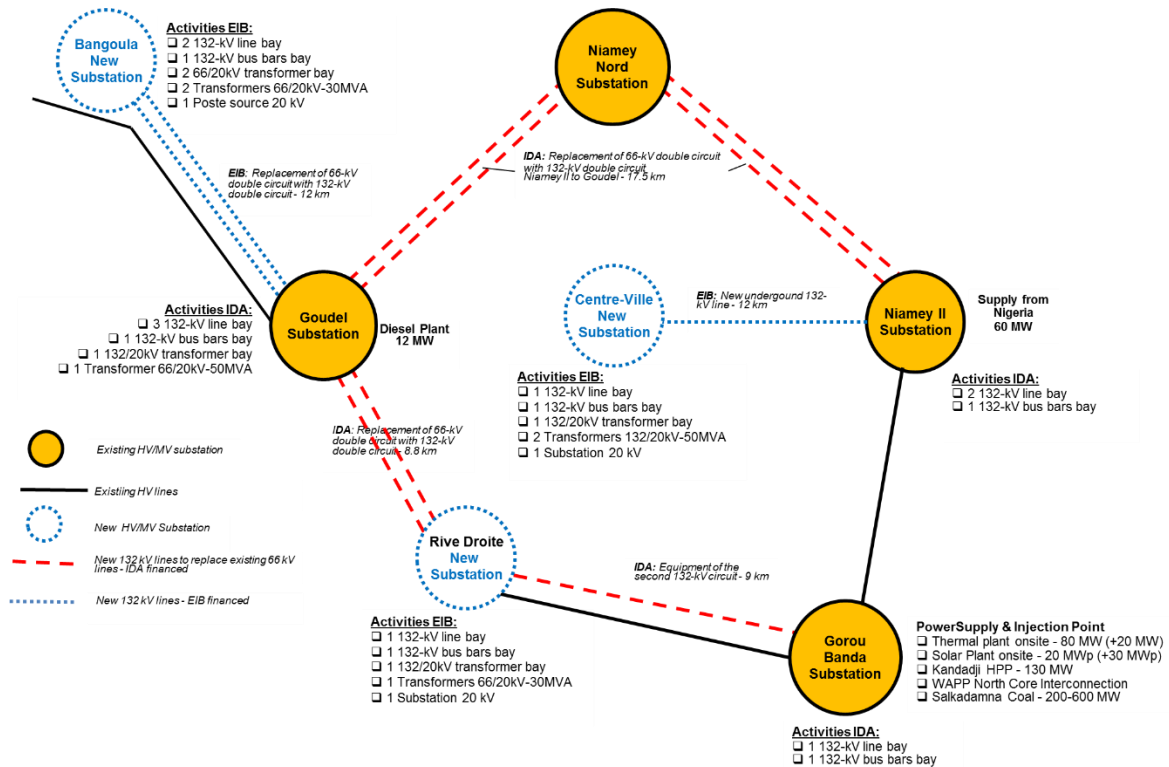 Activities EIB:
❑ 2 132-kV line bay
❑ 1 132-kV bus bars bay
❑ 2 66/20kV transformer bay
❑ 2 Transformers 66/20kV-30MVA
❑ 1 Poste source 20 kV
Bangoula
New
Substation
Niamey
Nord
Substation
EIB: Replacement of 66-kV
double circuit with 132-kV
double circuit - 12 km
IDA: Replacement of 66-kV double circuit
with 132-kV double circuit
Niamey II to Goudel - 17.5 km
Activities IDA:
❑ 3 132-kV line bay
❑ 1 132-kV bus bars bay
❑ 1 132/20kV transformer bay
❑ 1 Transformer 66/20kV-50MVA
Goudel
Substation
Diesel Plant
12 MW
Centre-Ville
New
Substation
EIB: New undergound 132-
kV line - 12 km
Niamey II
Substation
Supply from
Nigeria
60 MW
Activities EIB:
❑ 1 132-kV line bay
❑ 1 132-kV bus bars bay
❑ 1 132/20kV transformer bay
❑ 2 Transformers 132/20kV-50MVA
❑ 1 Substation 20 kV
Activities IDA:
❑ 2 132-kV line bay
❑ 1 132-kV bus bars bay
IDA: Replacement of 66-kV
double circuit with 132-kV
double circuit - 8.8 km
Existing HV/MV substation
Existiing HV lines
New HV/MV Substation
New 132 kV lines to replace existing 66 kV
lines - IDA financed
New 132 kV lines - EIB financed
Rive Droite
New
Substation
IDA: Equipment of the
second 132-kV circuit - 9 km
Activities EIB:
❑ 1 132-kV line bay
❑ 1 132-kV bus bars bay
❑ 1 132/20kV transformer bay
❑ 1 Transformers 66/20kV-30MVA
❑ 1 Substation 20 kV
Gorou
Banda
Substation
PowerSupply & Injection Point
❑ Thermal plant onsite - 80 MW (+20 MW)
❑ Solar Plant onsite - 20 MWp (+30 MWp)
❑ Kandadji HPP - 130 MW
❑ WAPP North Core Interconnection
❑ Salkadamna Coal - 200-600 MW
Activities IDA:
❑ 1 132-kV line bay
❑ 1 132-kV bus bars bay